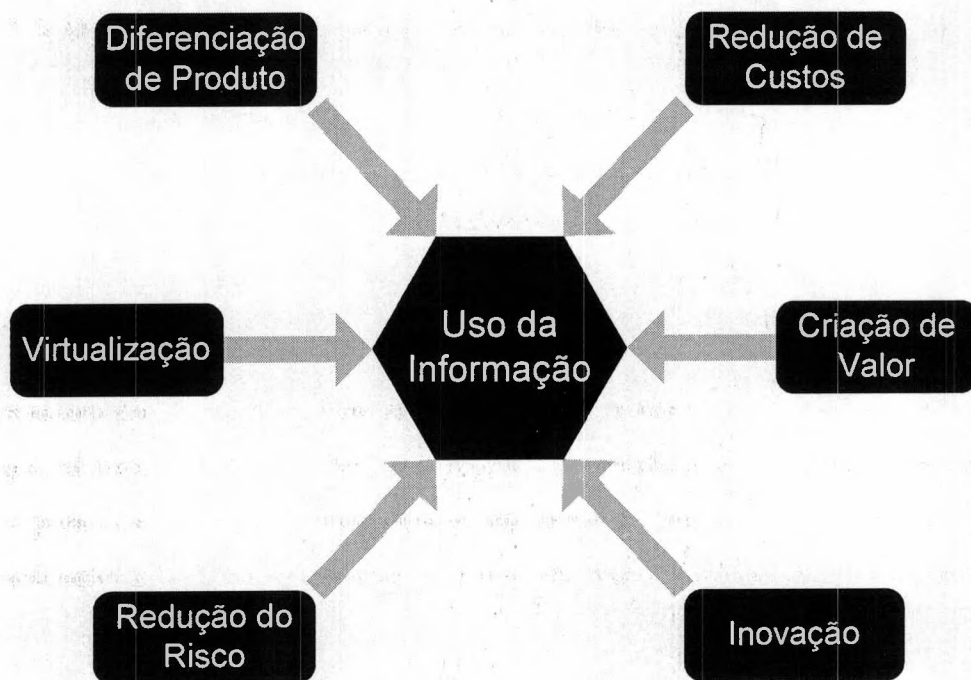 Diferenciação
de Produto
Redução de
Custos
Virtualização
Uso da
Informação
Criação de
Valor
Redução do
Risco
Inovação